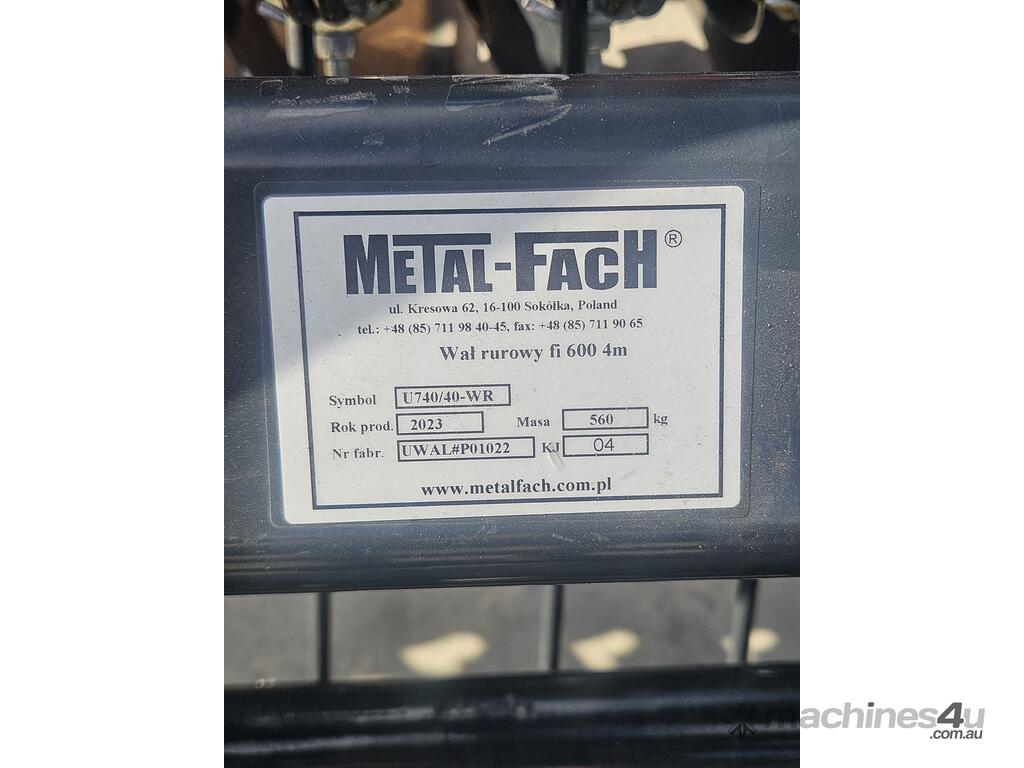 METAL-FACH®
ul. Kresowa 62, 16-100 Sokółka, Poland
tel.: +48 (85) 711 98 40-45, fax: +48 (85) 711 90 65
Wał rurowy fi 600 4m
Symbol U740/40-WR
Rok prod. 2023 Masa 560 kg
Nr fabr. UWAL#P01022 KJ 04
www.metalfach.com.pl
machines4u
.com.au